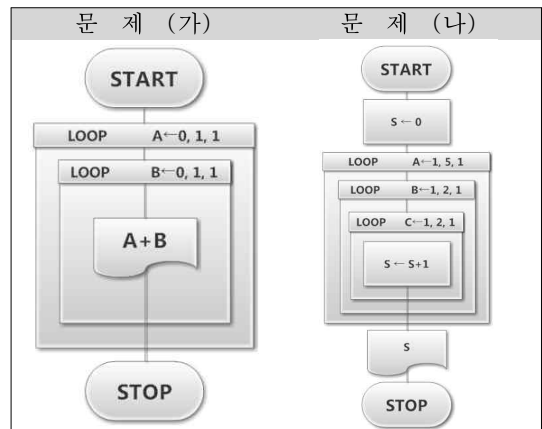 문 제 (가)
START
LOOP A←0, 1, 1
LOOP B←0, 1, 1
A+B
STOP
문 제 (나)
START
S ← 0
LOOP A←1, 5, 1
LOOP B←1, 2, 1
LOOP C←1, 2, 1
S ← S+1
S
STOP